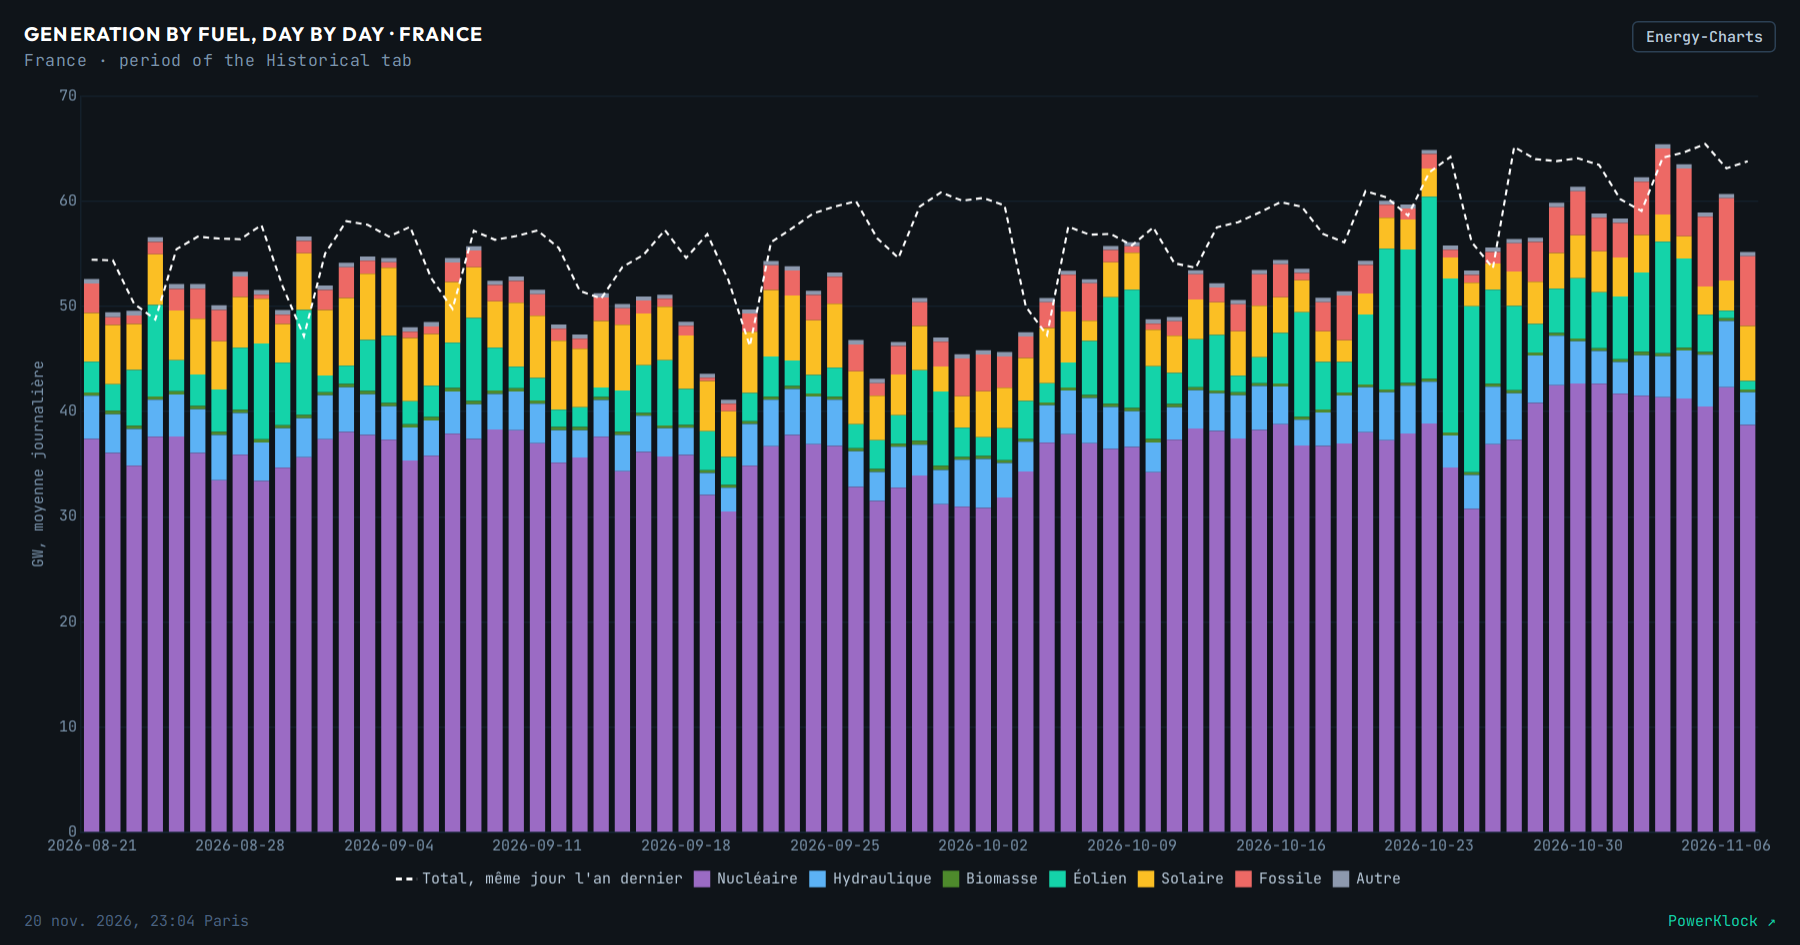 GENERATION BY FUEL, DAY BY DAY · FRANCE
France · period of the Historical tab
Energy-Charts
GW, moyenne journalière
70
60
50
40
30
20
10
0
2026-08-21 2026-08-28 2026-09-04 2026-09-11 2026-09-18 2026-09-25 2026-10-02 2026-10-09 2026-10-16 2026-10-23 2026-10-30 2026-11-06
Total, même jour l'an dernier Nucléaire Hydraulique Biomasse Éolien Solaire Fossile Autre
20 nov. 2026, 23:04 Paris
PowerKlock ↗